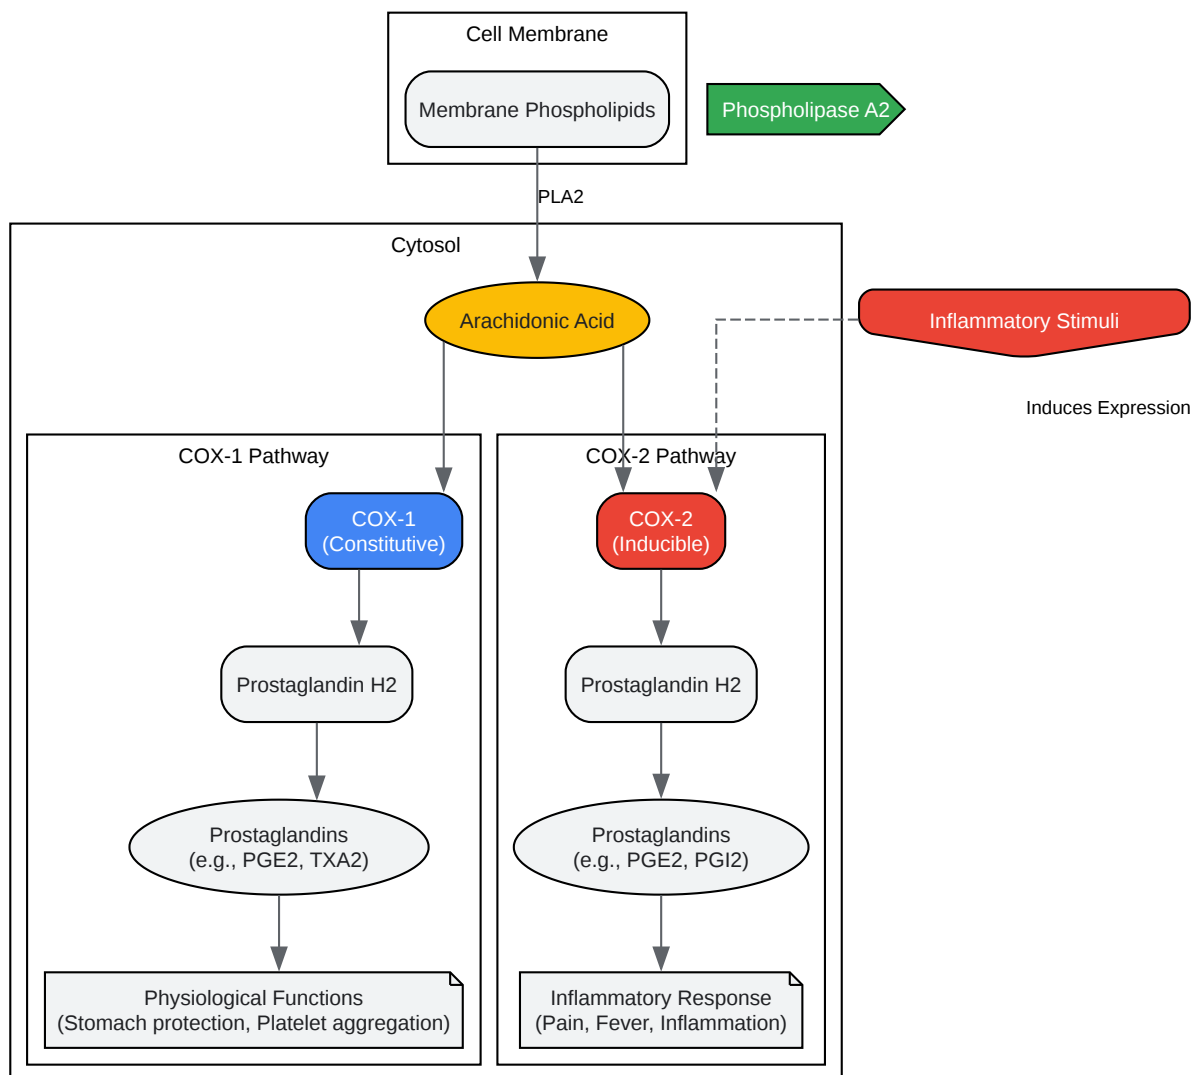 Cell Membrane
Membrane Phospholipids
Phospholipase A2
PLA2
Cytosol
Arachidonic Acid
Inflammatory Stimuli
Induces Expression
COX-1 Pathway
COX-1
(Constitutive)
Prostaglandin H2
Prostaglandins
(e.g., PGE2, TXA2)
Physiological Functions
(Stomach protection, Platelet aggregation)
COX-2 Pathway
COX-2
(Inducible)
Prostaglandin H2
Prostaglandins
(e.g., PGE2, PGI2)
Inflammatory Response
(Pain, Fever, Inflammation)